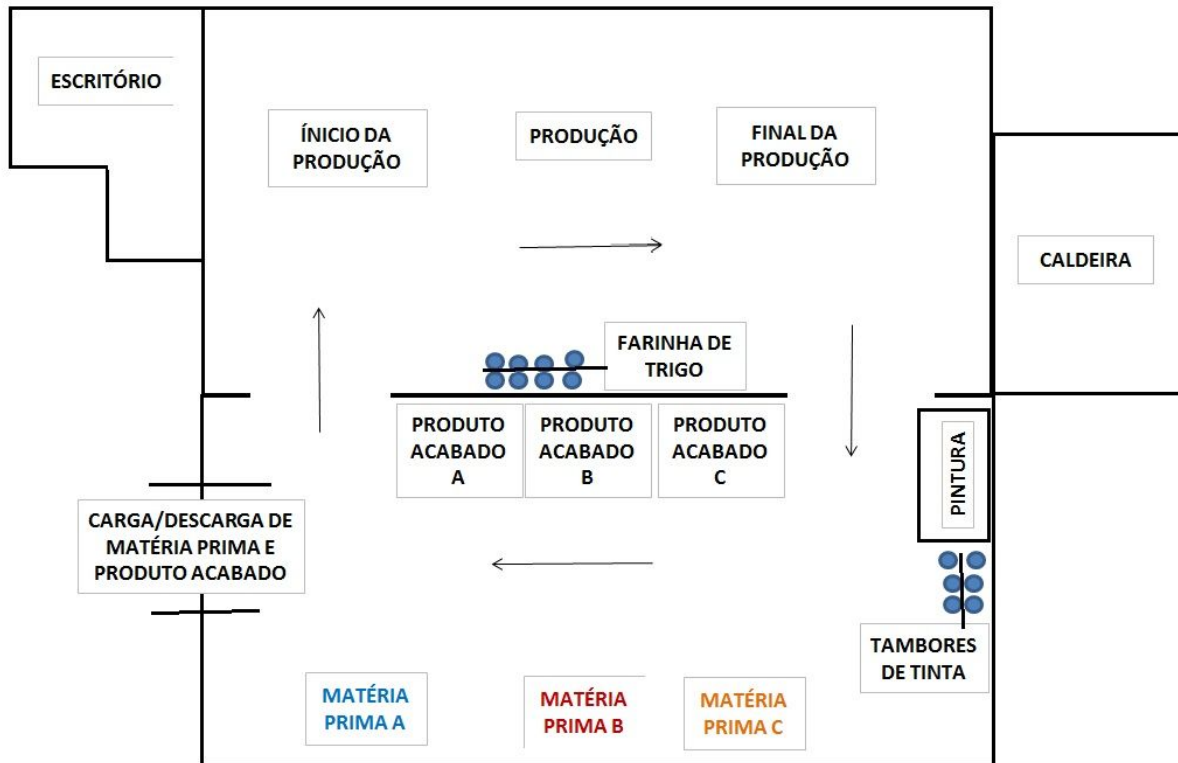 ESCRITÓRIO
ÍNICIO DA
PRODUÇÃO
PRODUÇÃO
FINAL DA
PRODUÇÃO
CALDEIRA
FARINHA DE
TRIGO
PRODUTO
ACABADO
A
PRODUTO
ACABADO
B
PRODUTO
ACABADO
C
PINTURA
CARGA/DESCARGA DE
MATÉRIA PRIMA E
PRODUTO ACABADO
TAMBORES
DE TINTA
MATÉRIA
PRIMA A
MATÉRIA
PRIMA B
MATÉRIA
PRIMA C